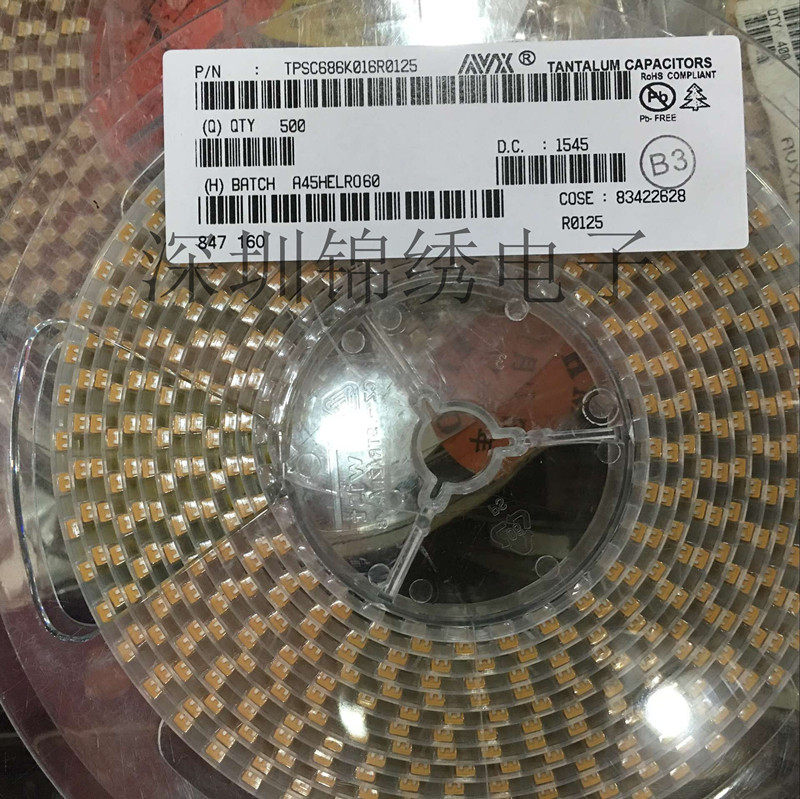 P/N : TPSC686K016R0125 AVX ® TANTALUM CAPACITORS
RoHS COMPLIANT
Pb
Pb- FREE
(Q) QTY 500
D.C. : 1545
B3
(H) BATCH A45HELR060
COSE : 83422628
R0125
847 160
深圳锦绣电子